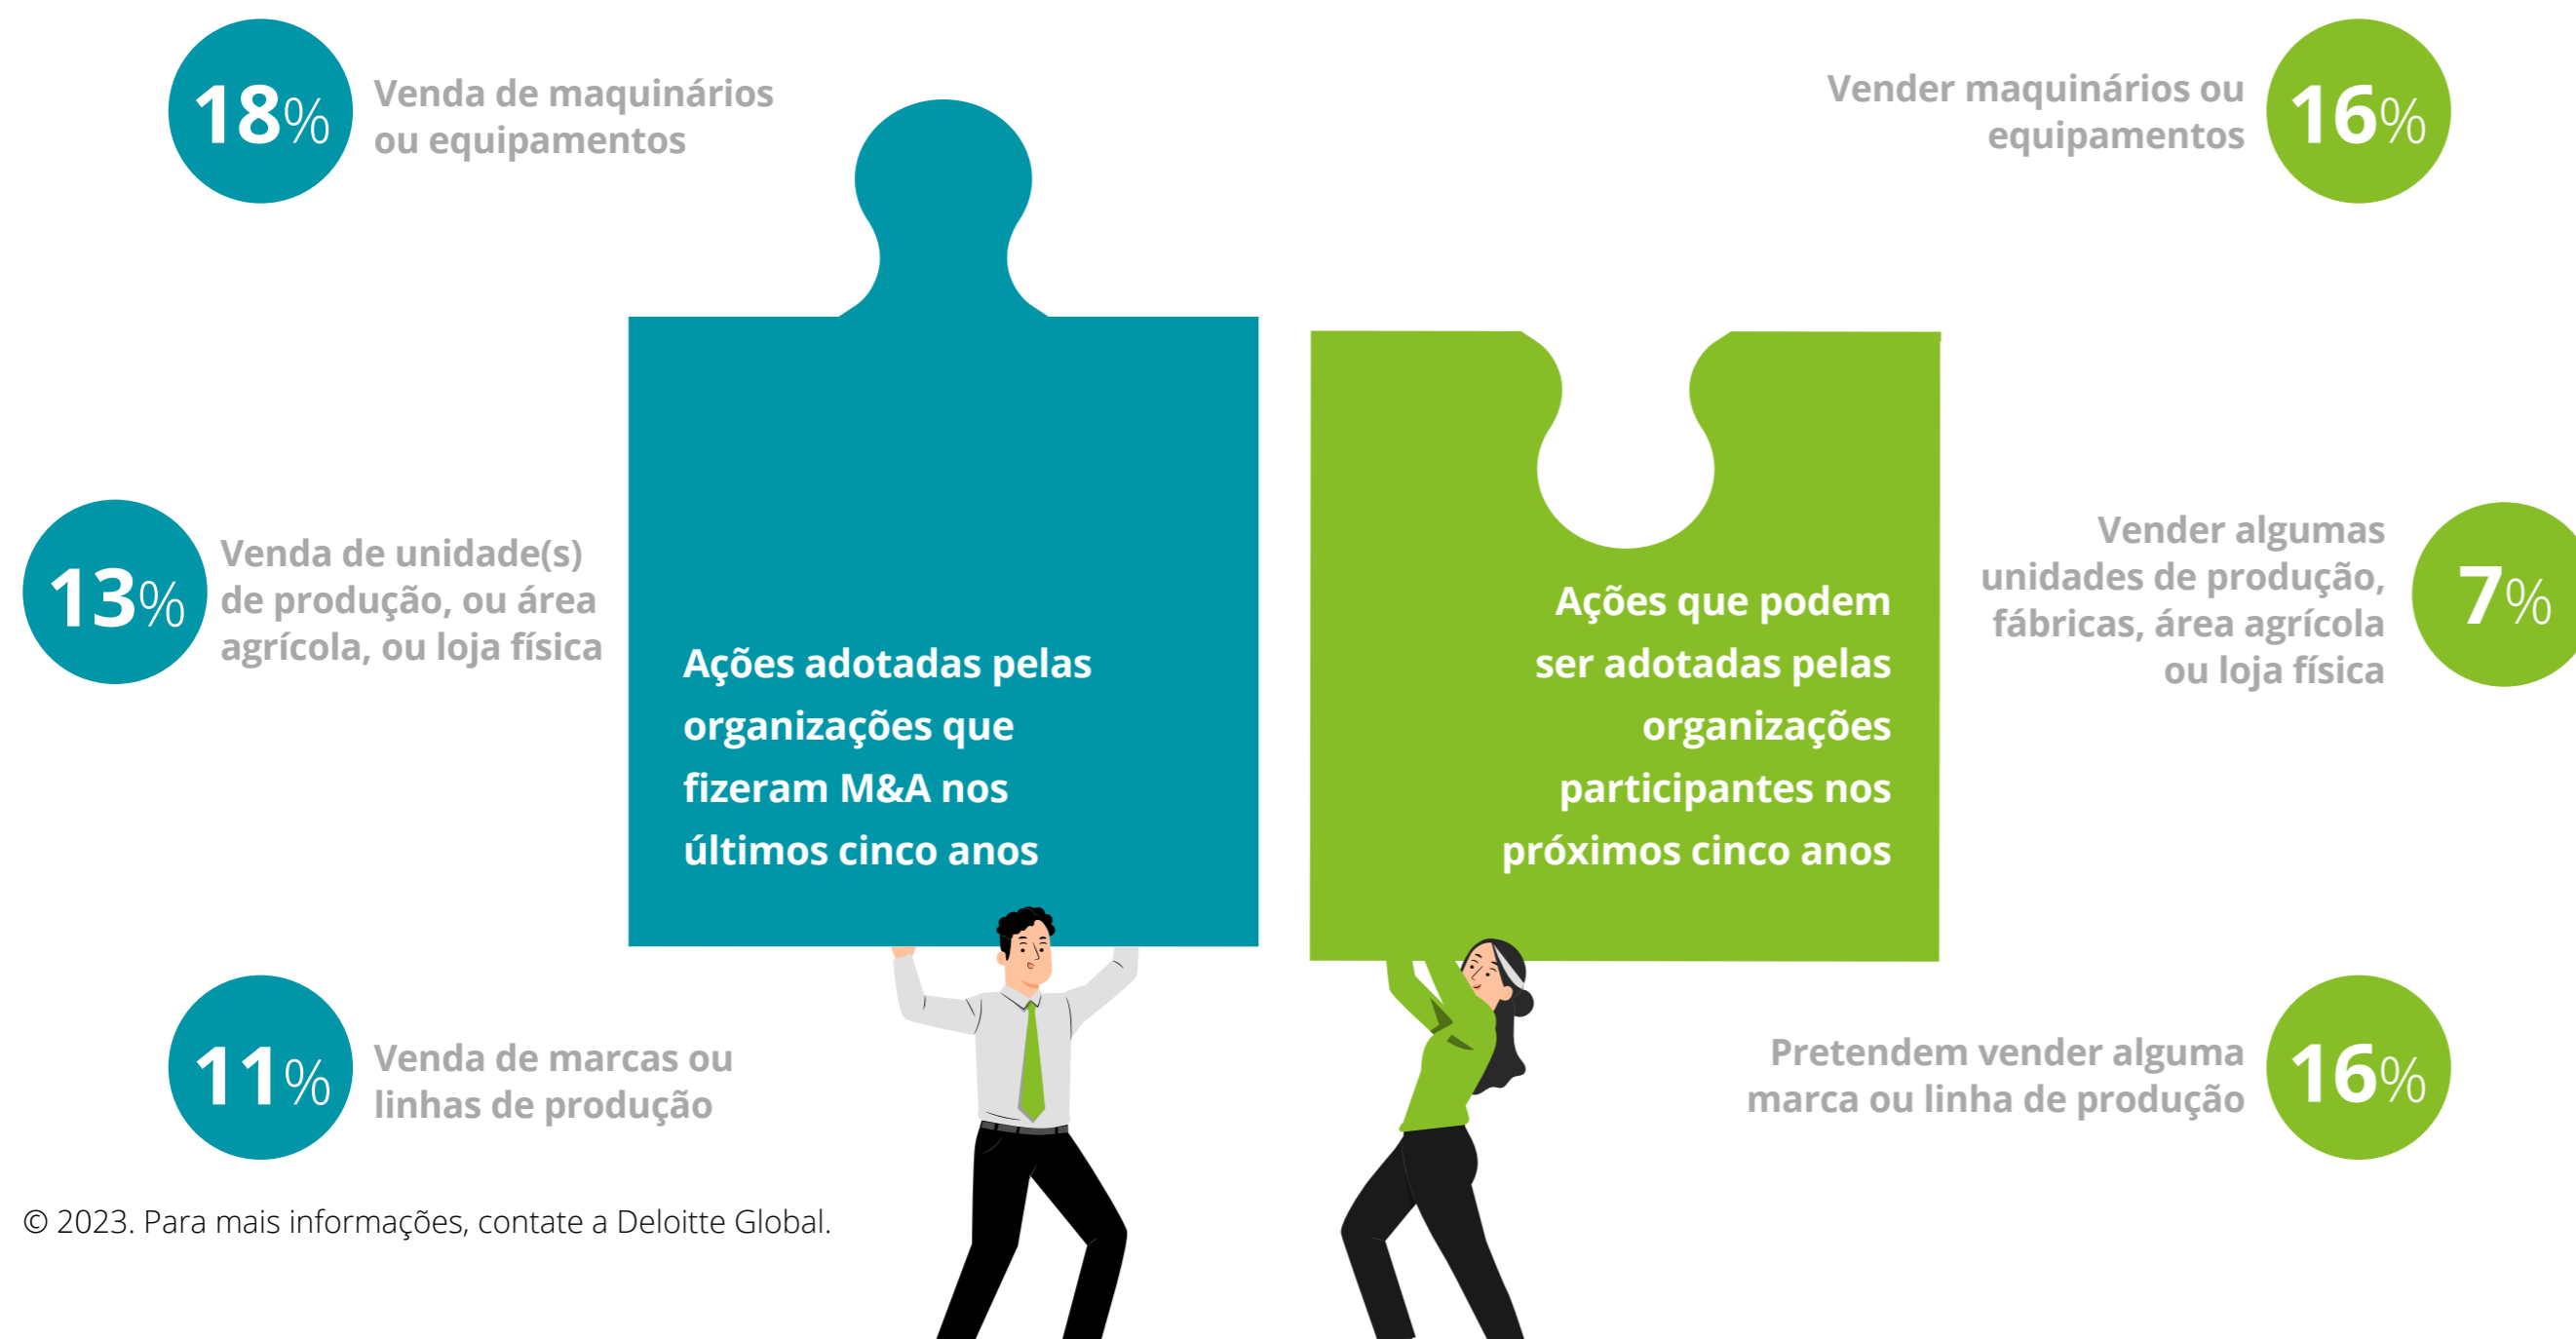 18%
Venda de maquinários
ou equipamentos
13%
Venda de unidade(s)
de produção, ou área
agrícola, ou loja física
11%
Venda de marcas ou
linhas de produção
Ações adotadas pelas
organizações que
fizeram M&A nos
últimos cinco anos
Ações que podem
ser adotadas pelas
organizações
participantes nos
próximos cinco anos
Vender maquinários ou
equipamentos
16%
Vender algumas
unidades de produção,
fábricas, área agrícola
ou loja física
7%
Pretendem vender alguma
marca ou linha de produção
16%
© 2023. Para mais informações, contate a Deloitte Global.